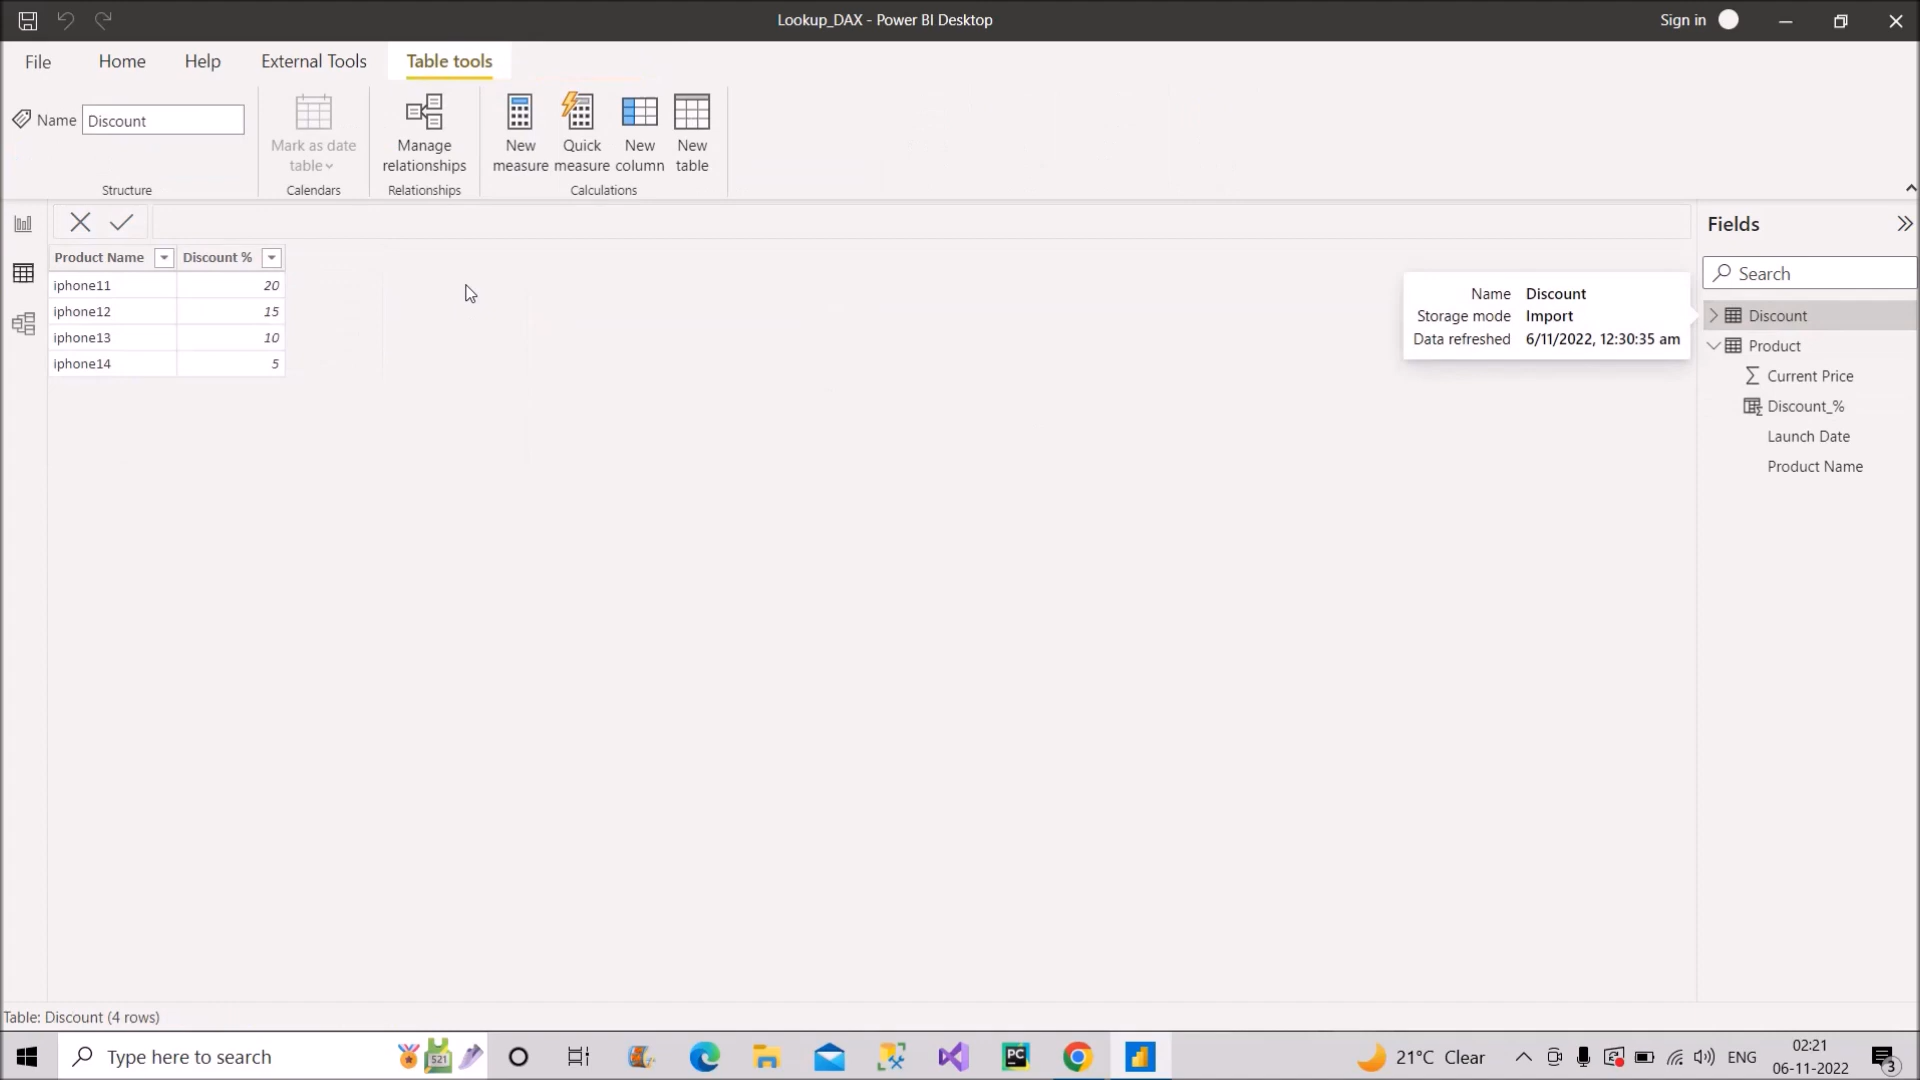 Lookup_DAX - Power BI Desktop
Sign in
File
Home
Help
External Tools
Table tools
Name
Discount
Mark as date
table
Manage
relationships
New
measure
Quick
measure
New
column
New
table
Structure
Calendars
Relationships
Calculations
Product Name
Discount %
iphone11
20
iphone12
15
iphone13
10
iphone14
5
Name Discount
Storage mode Import
Data refreshed 6/11/2022, 12:30:35 am
Fields
Search
Discount
Product
Current Price
Discount_%
Launch Date
Product Name
Table: Discount (4 rows)
Type here to search
521
PC
21°C Clear
ENG
02:21
06-11-2022
3